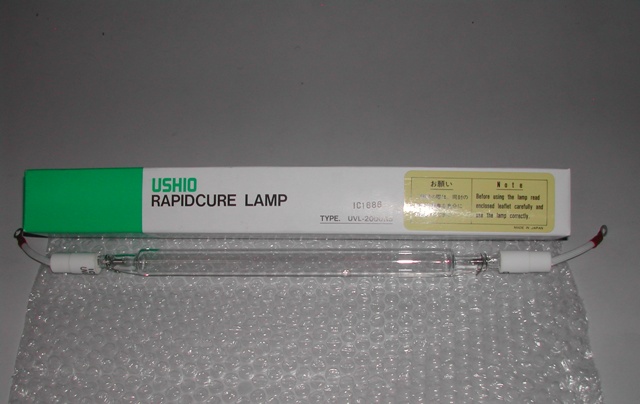 USHIO
RAPIDCURE LAMP
IC1686
TYPE.
お願い
Note
Before using the lamp read
enclosed leaflet carefully and
use the lamp correctly.
MADE IN JAPAN